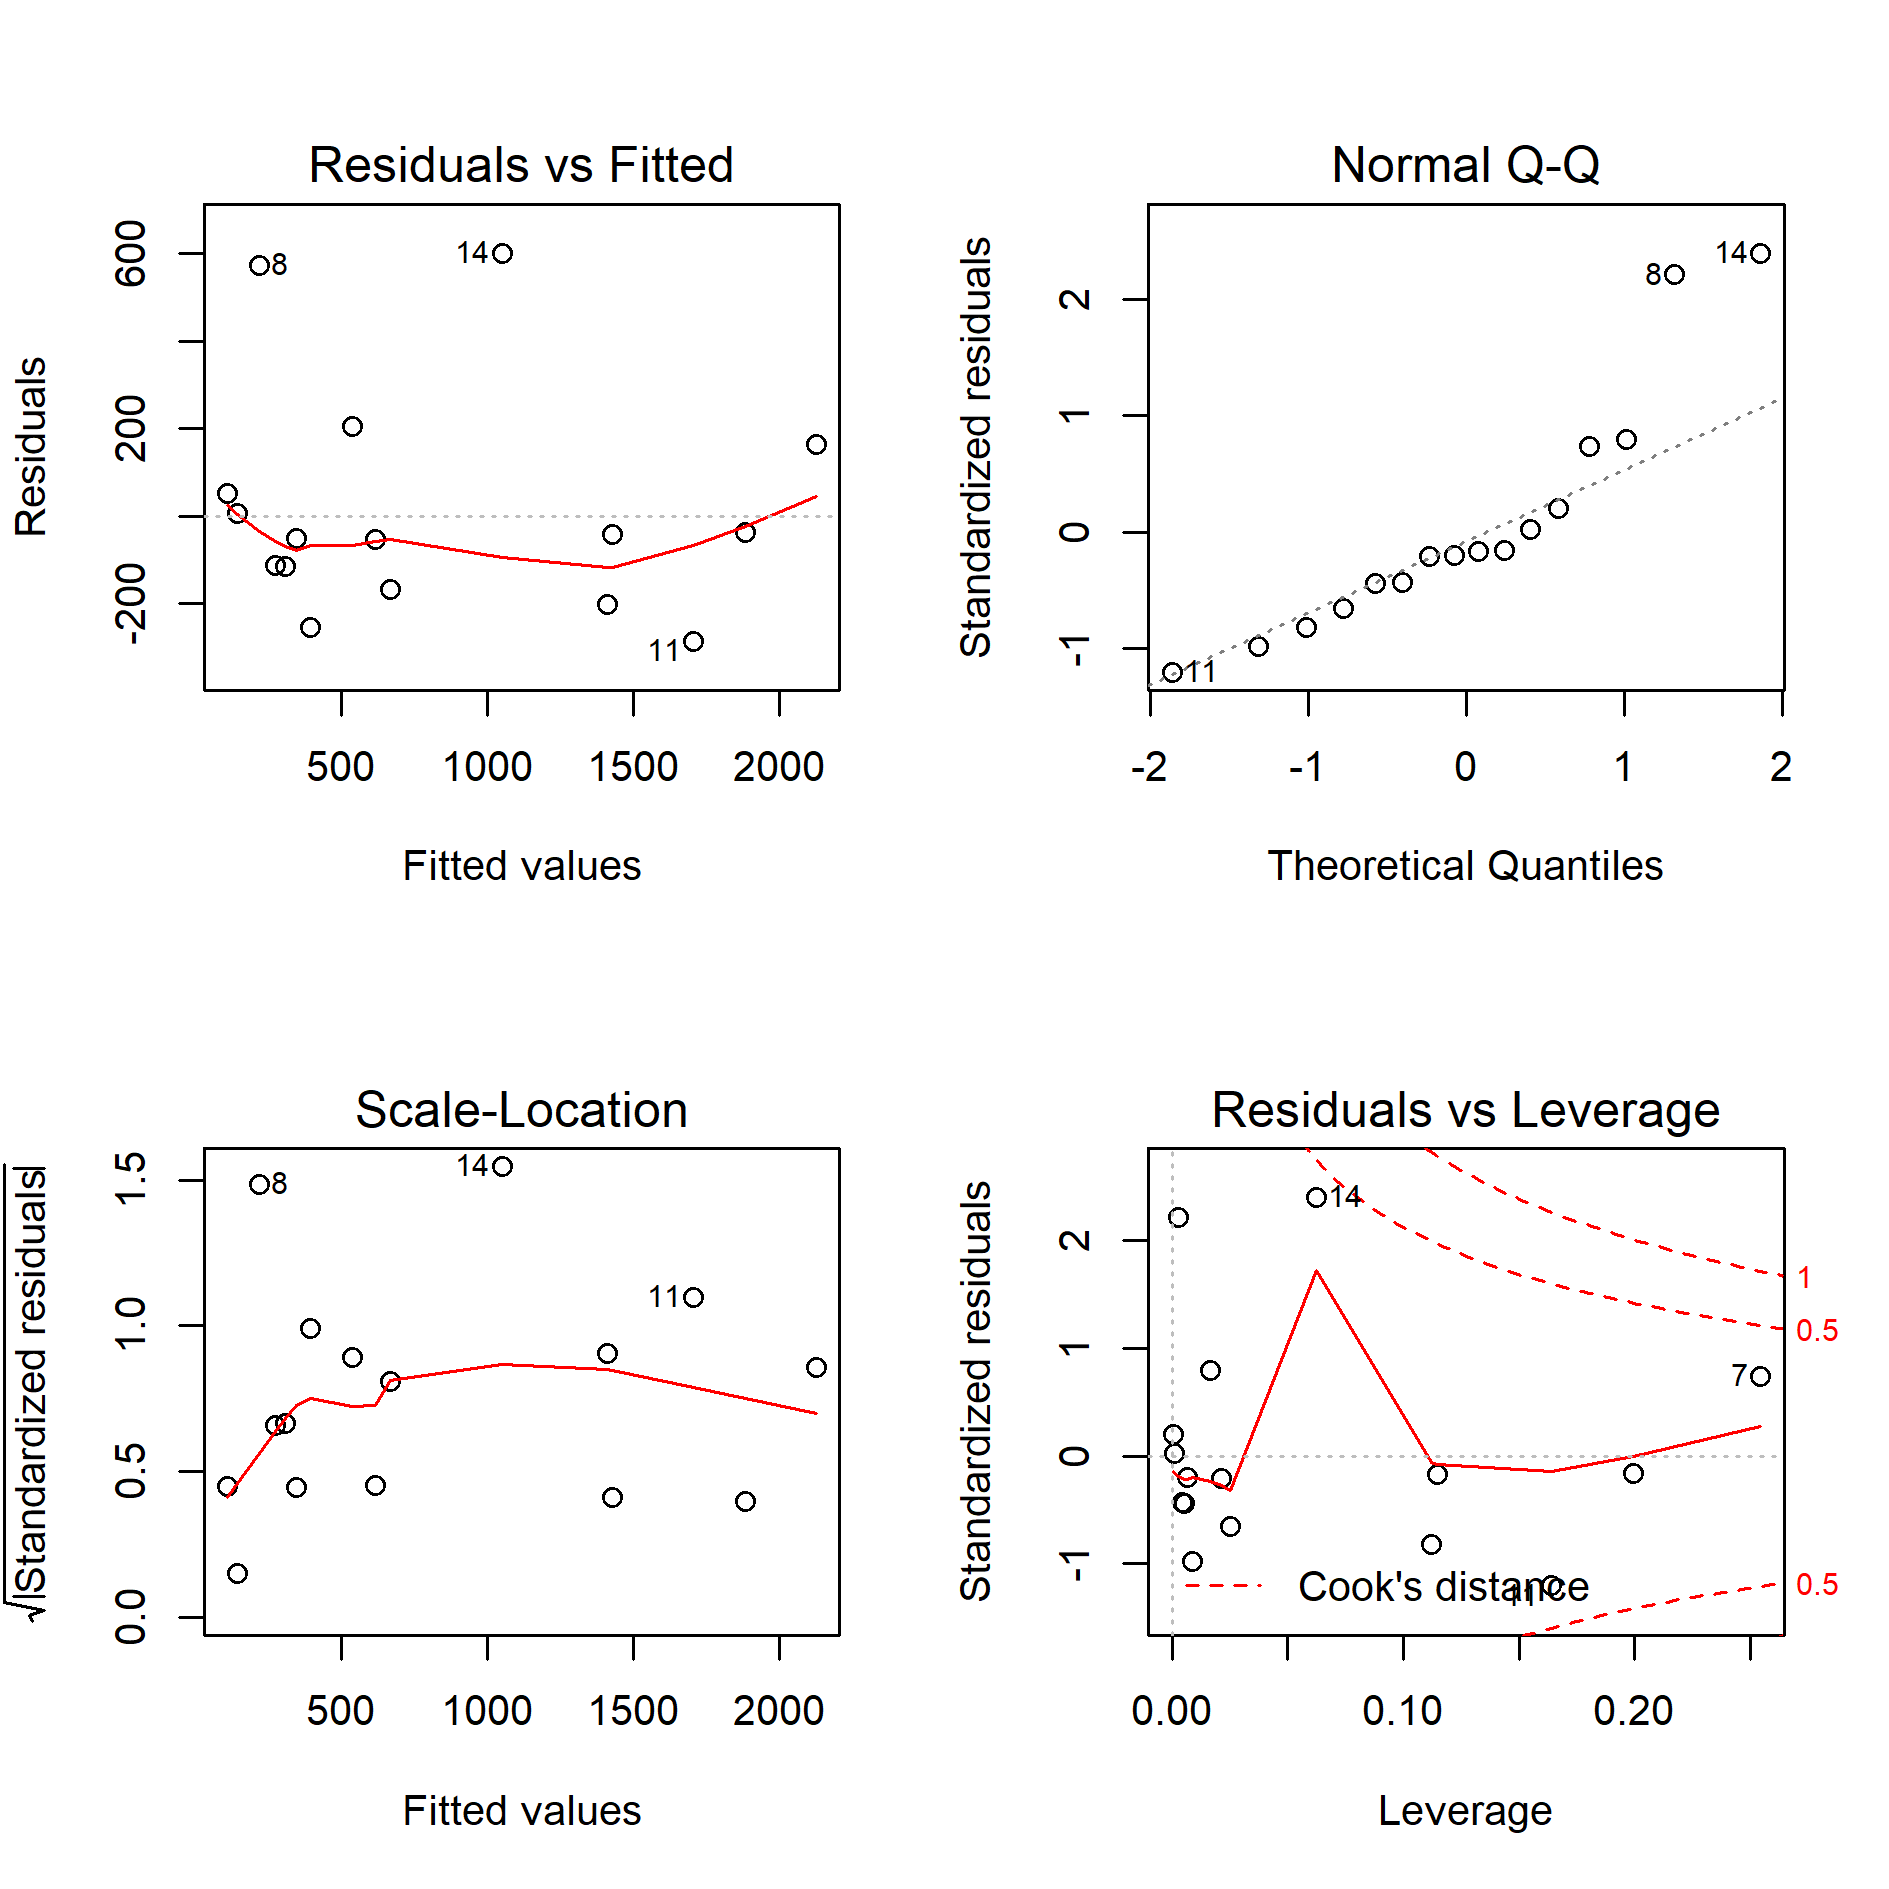 Residuals vs Fitted
Residuals
600
200
-200
8
14
11
500 1000 1500 2000
Fitted values
Normal Q-Q
Standardized residuals
2
1
0
-1
8
14
11
-2 -1 0 1 2
Theoretical Quantiles
Scale-Location
√|Standardized residuals|
1.5
1.0
0.5
0.0
8
14
11
500 1000 1500 2000
Fitted values
Residuals vs Leverage
Standardized residuals
2
1
0
-1
14
7
11
1
0.5
0.5
Cook's distance
0.00 0.10 0.20
Leverage